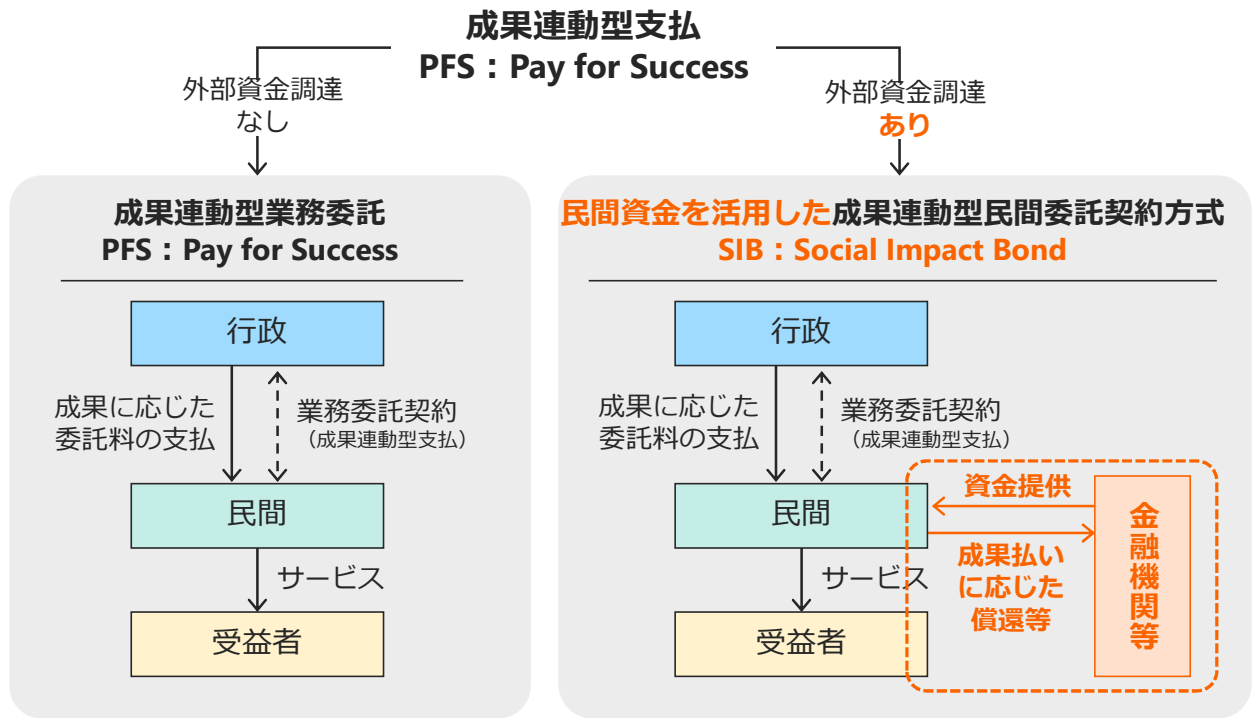 成果連動型支払
PFS：Pay for Success
外部資金調達
なし
外部資金調達
あり
成果連動型業務委託
PFS：Pay for Success
行政
成果に応じた
委託料の支払
業務委託契約
（成果連動型支払）
民間
サービス
受益者
民間資金を活用した成果連動型民間委託契約方式
SIB：Social Impact Bond
行政
成果に応じた
委託料の支払
業務委託契約
（成果連動型支払）
民間
資金提供
成果払い
に応じた
償還等
金融機関等
サービス
受益者